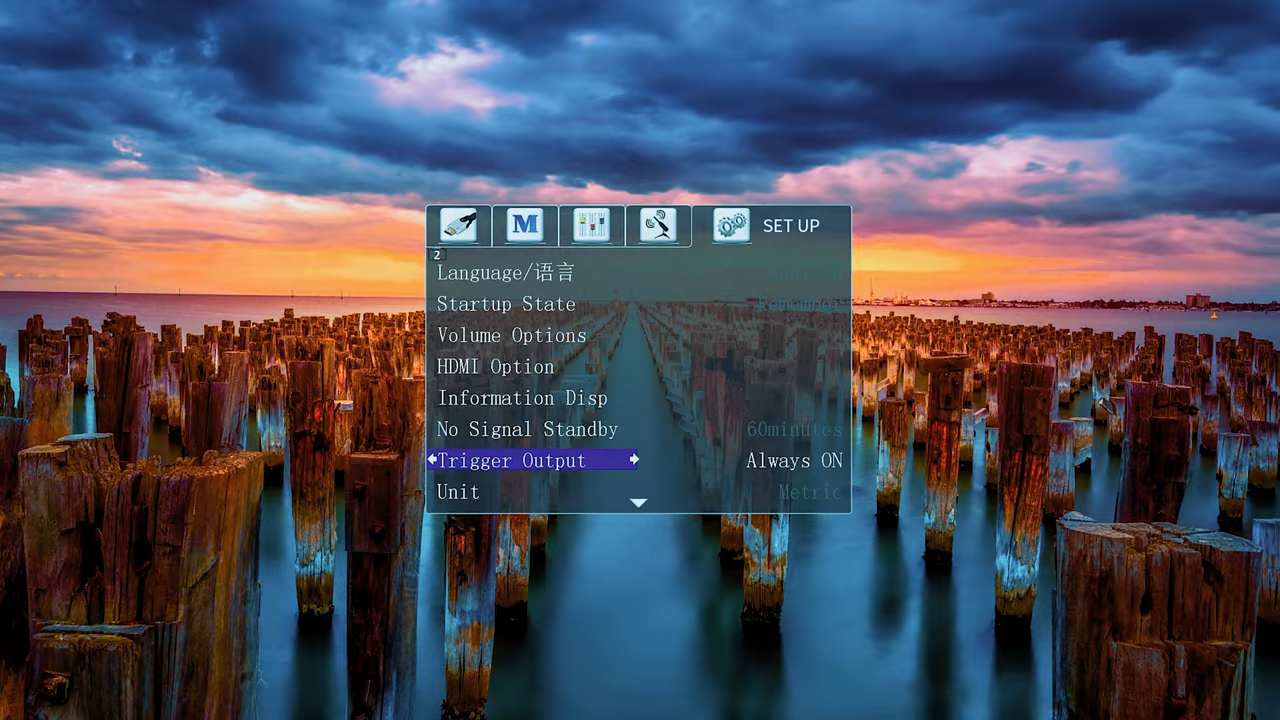 M
SET UP
2
Language/语言
Startup State Remember
Volume Options
HDMI Option
Information Disp
No Signal Standby 60minutes
Trigger Output Always ON
Unit Metric